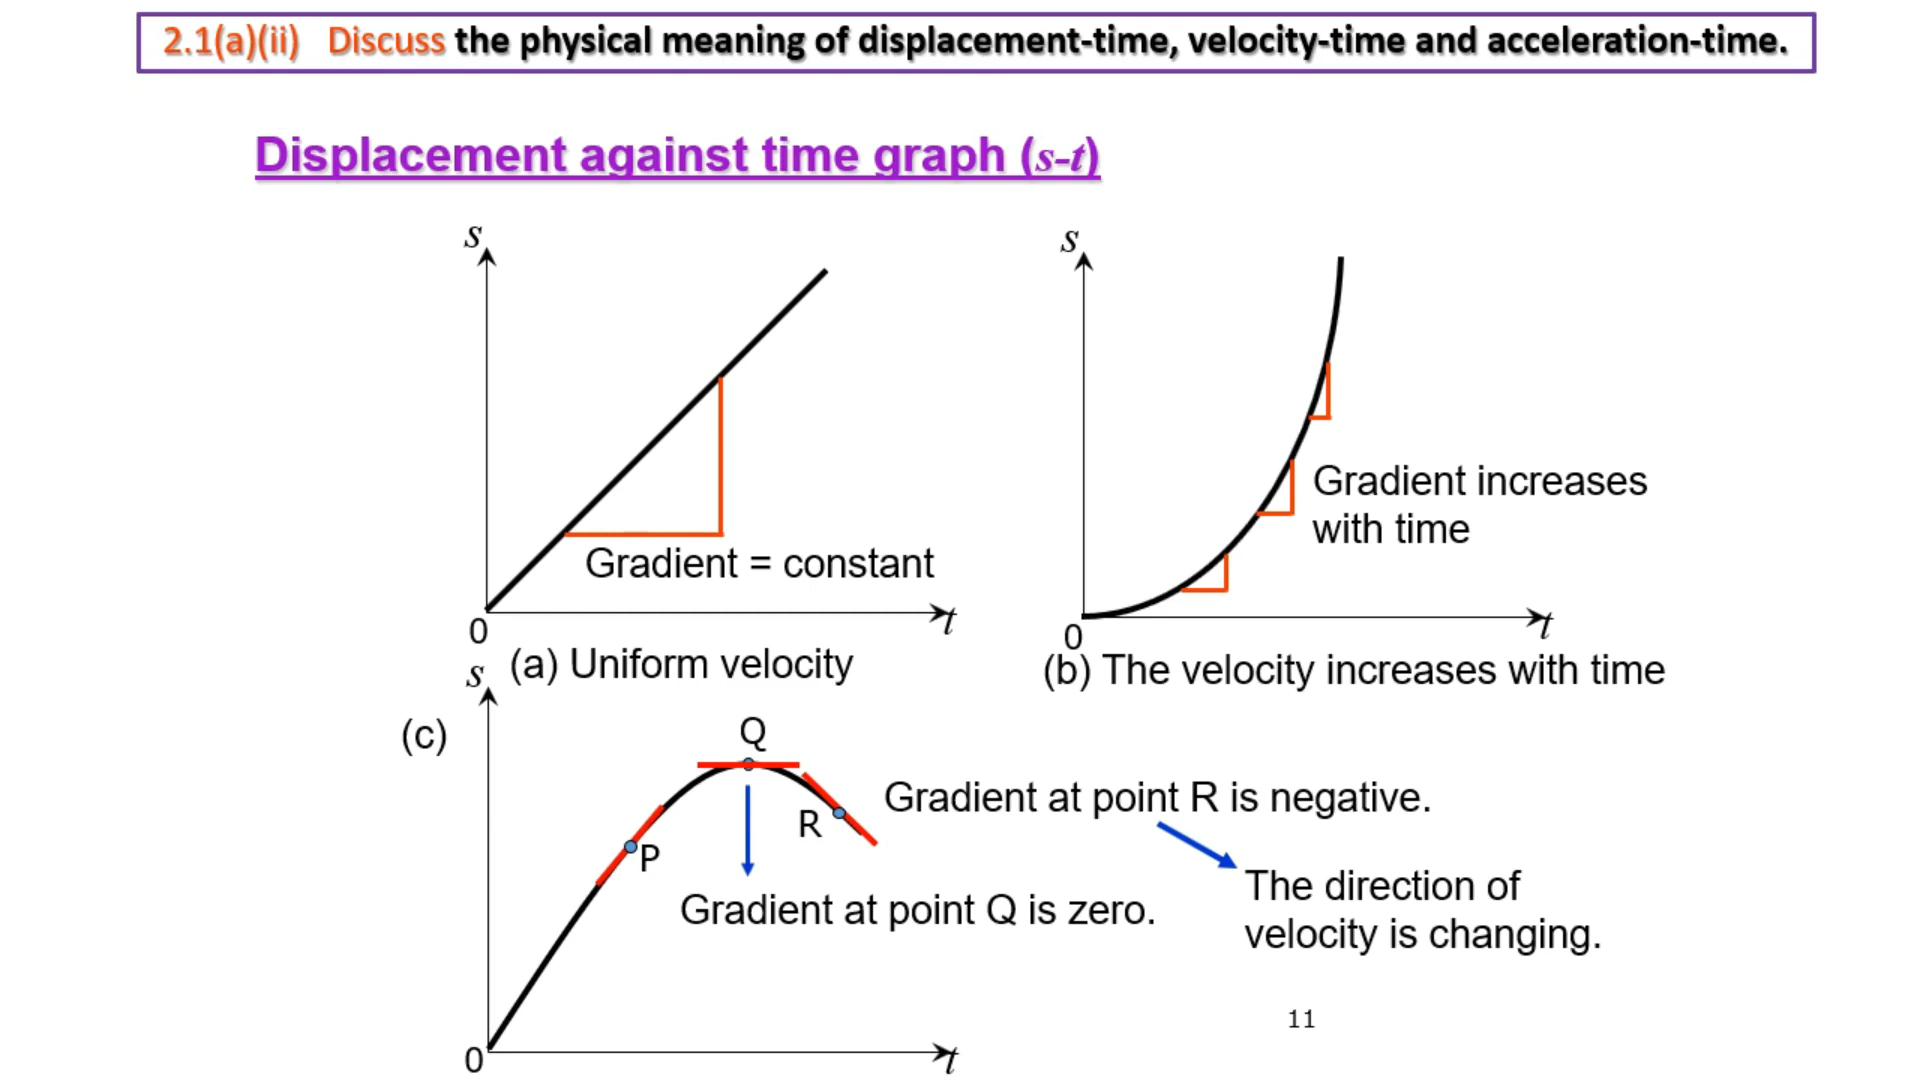 2.1(a)(ii) Discuss the physical meaning of displacement-time, velocity-time and acceleration-time.
Displacement against time graph (s-t)
s
Gradient = constant
0
t
(a) Uniform velocity
s
Gradient increases
with time
0
t
(b) The velocity increases with time
(c)
s
Q
P
R
Gradient at point R is negative.
Gradient at point Q is zero.
The direction of
velocity is changing.
0
t
11